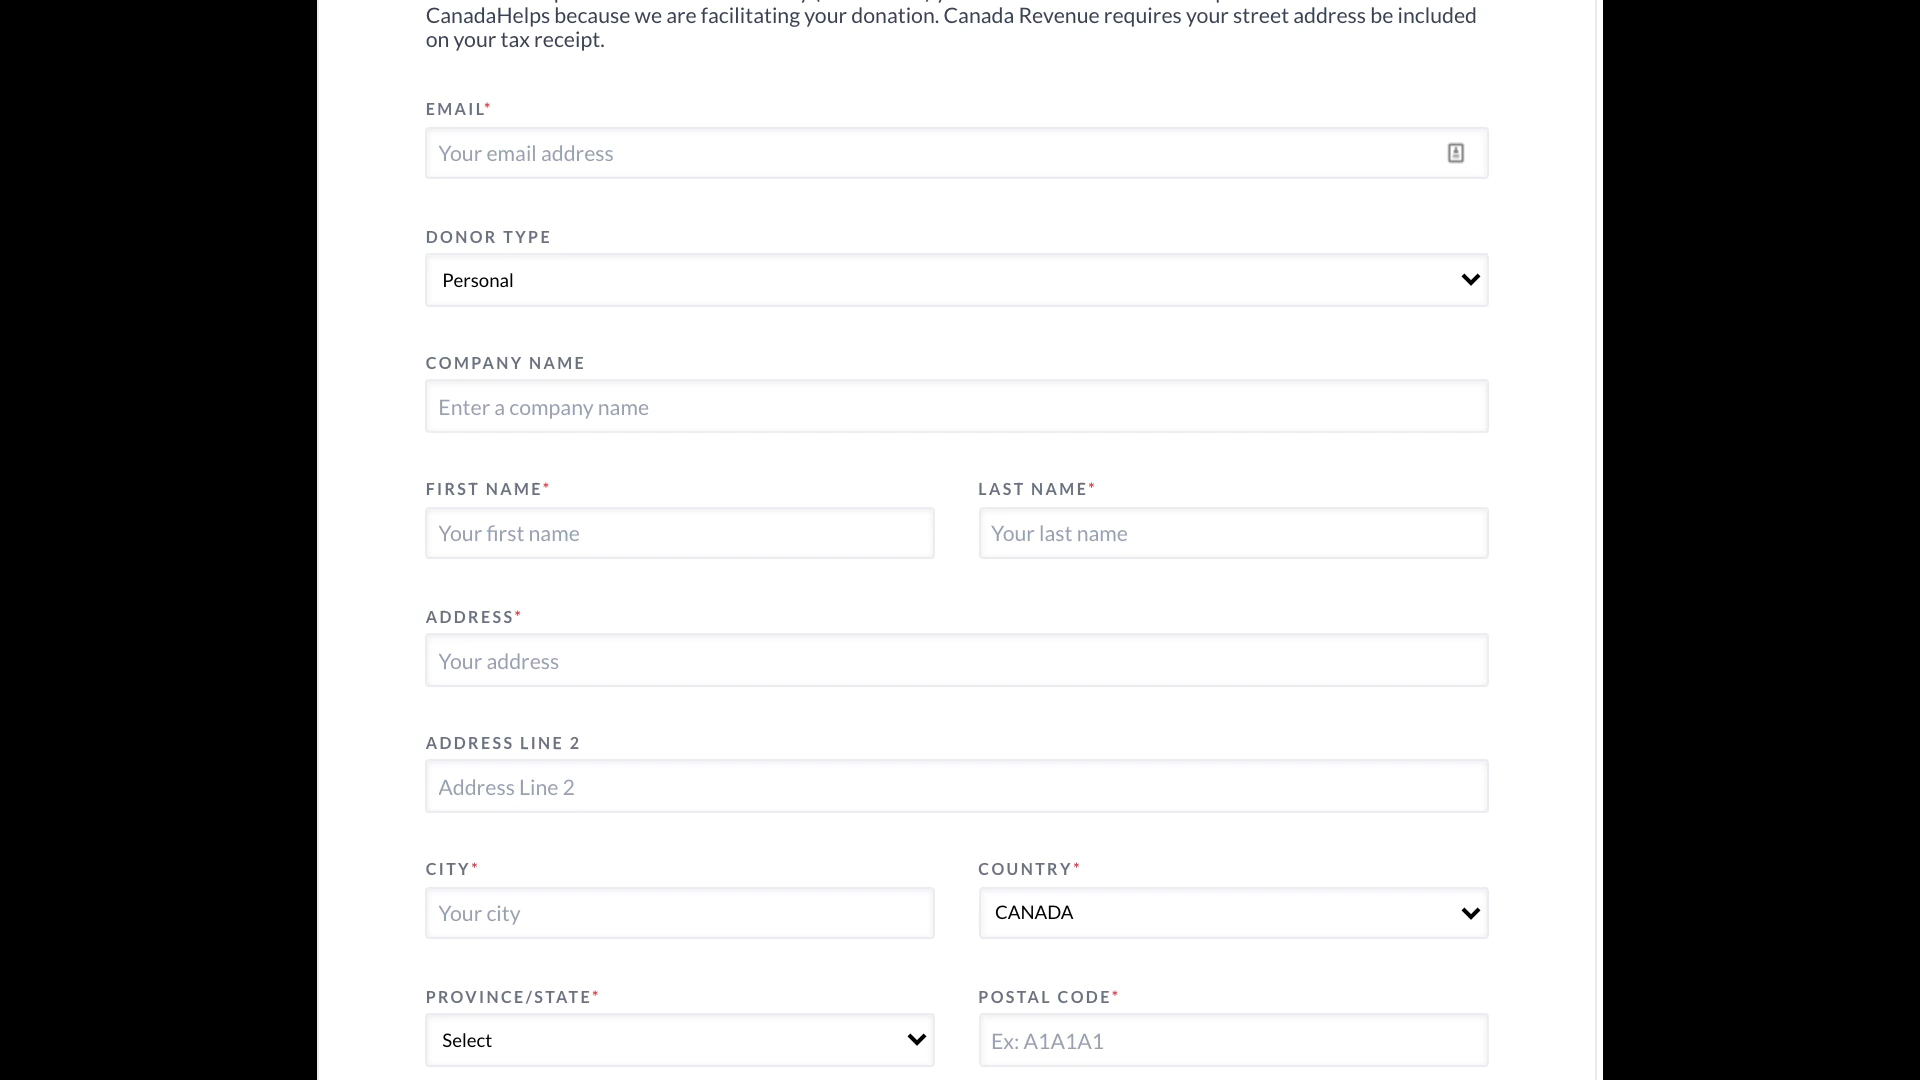 CanadaHelps because we are facilitating your donation. Canada Revenue requires your street address be included
on your tax receipt.
EMAIL*
Your email address
DONOR TYPE
Personal
COMPANY NAME
Enter a company name
FIRST NAME*
LAST NAME*
Your first name
Your last name
ADDRESS*
Your address
ADDRESS LINE 2
Address Line 2
CITY*
COUNTRY*
Your city
CANADA
PROVINCE/STATE*
POSTAL CODE*
Select
Ex: A1A1A1